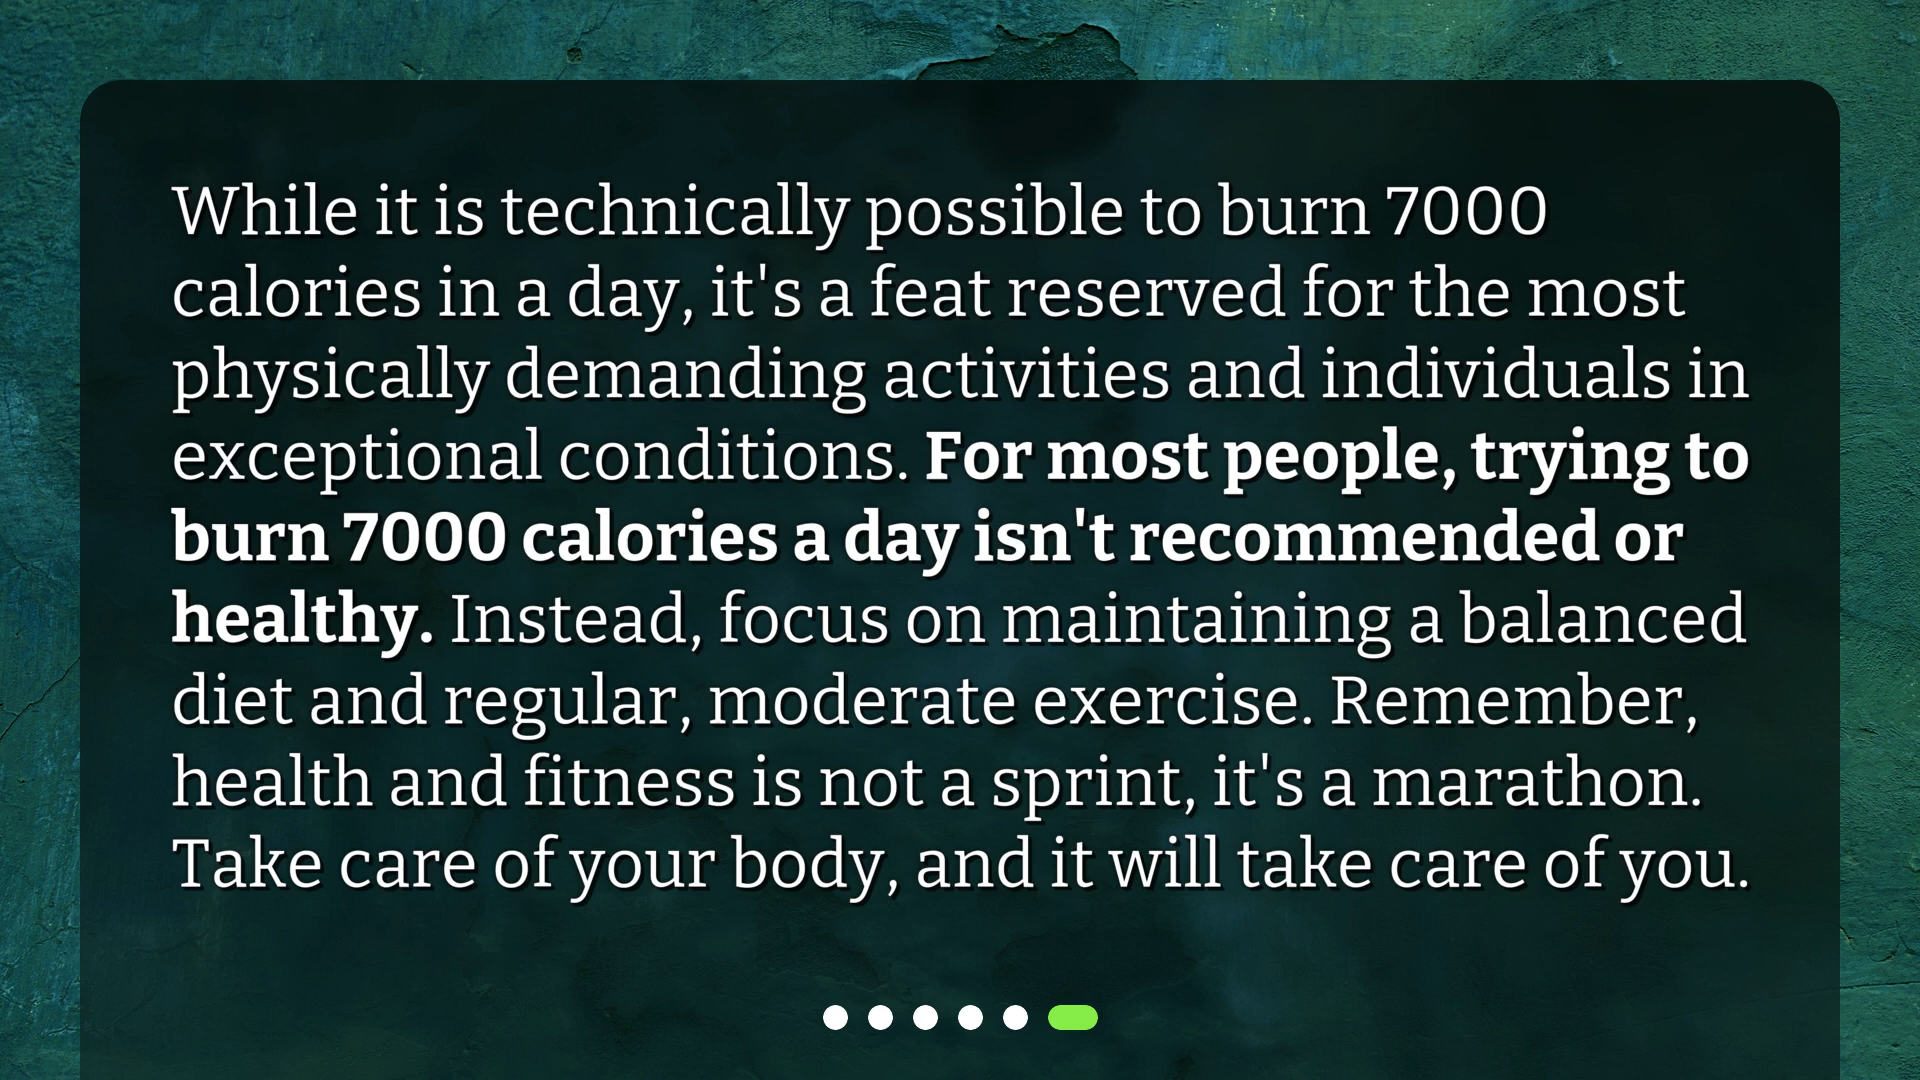 While it is technically possible to burn 7000
calories in a day, it's a feat reserved for the most
physically demanding activities and individuals in
exceptional conditions. For most people, trying to
burn 7000 calories a day isn't recommended or
healthy. Instead, focus on maintaining a balanced
diet and regular, moderate exercise. Remember,
health and fitness is not a sprint, it's a marathon.
Take care of your body, and it will take care of you.